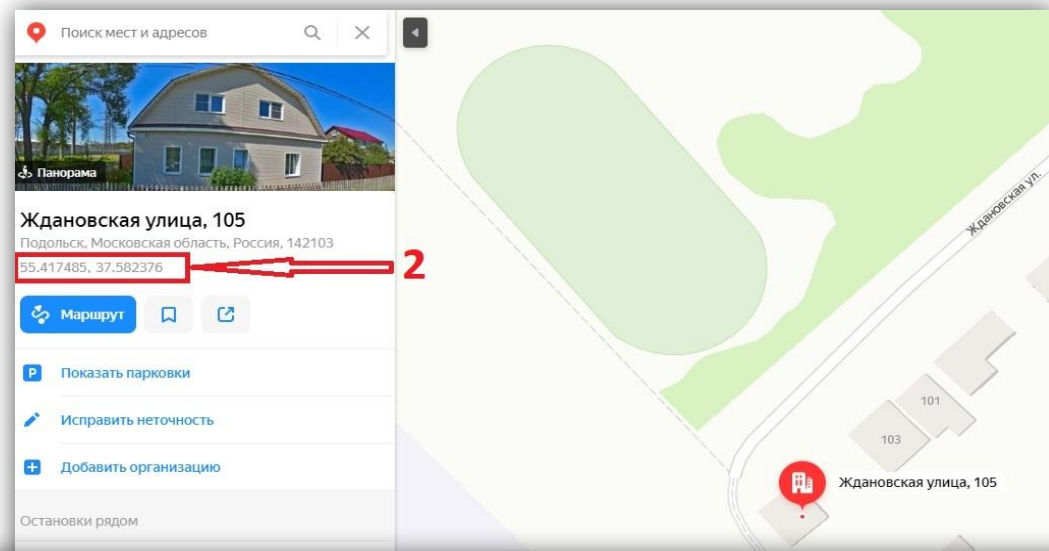 Поиск мест и адресов
Панорама
Ждановская улица, 105
Подольск, Московская область, Россия, 142103
55.417485, 37.582376
2
Маршрут
P Показать парковки
Исправить неточность
Добавить организацию
Остановки рядом
Ждановская ул.
101
103
Ждановская улица, 105